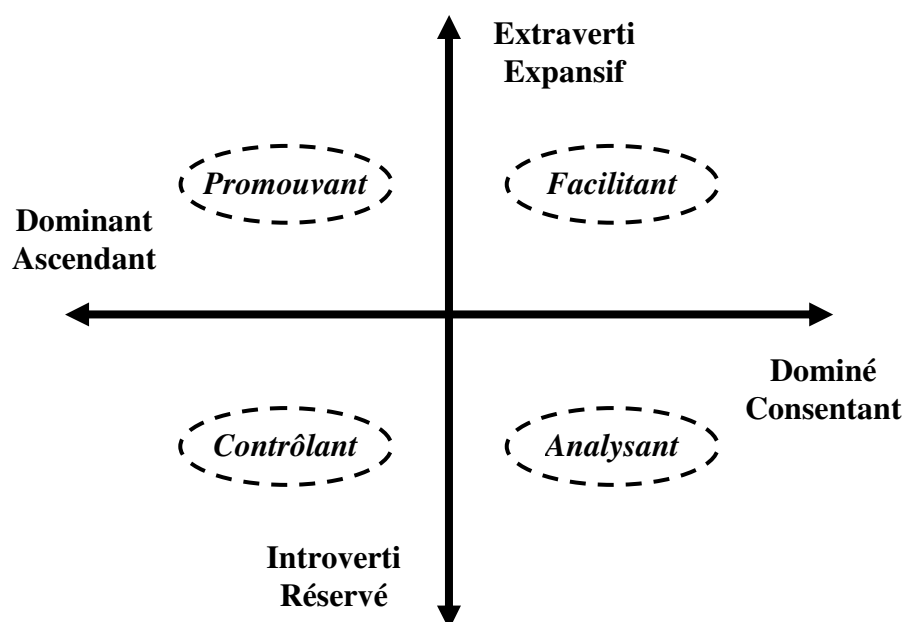 Extraverti
Expansif
Promouvant
Facilitant
Dominant
Ascendant
Dominé
Consentant
Contrôlant
Analysant
Introverti
Réservé